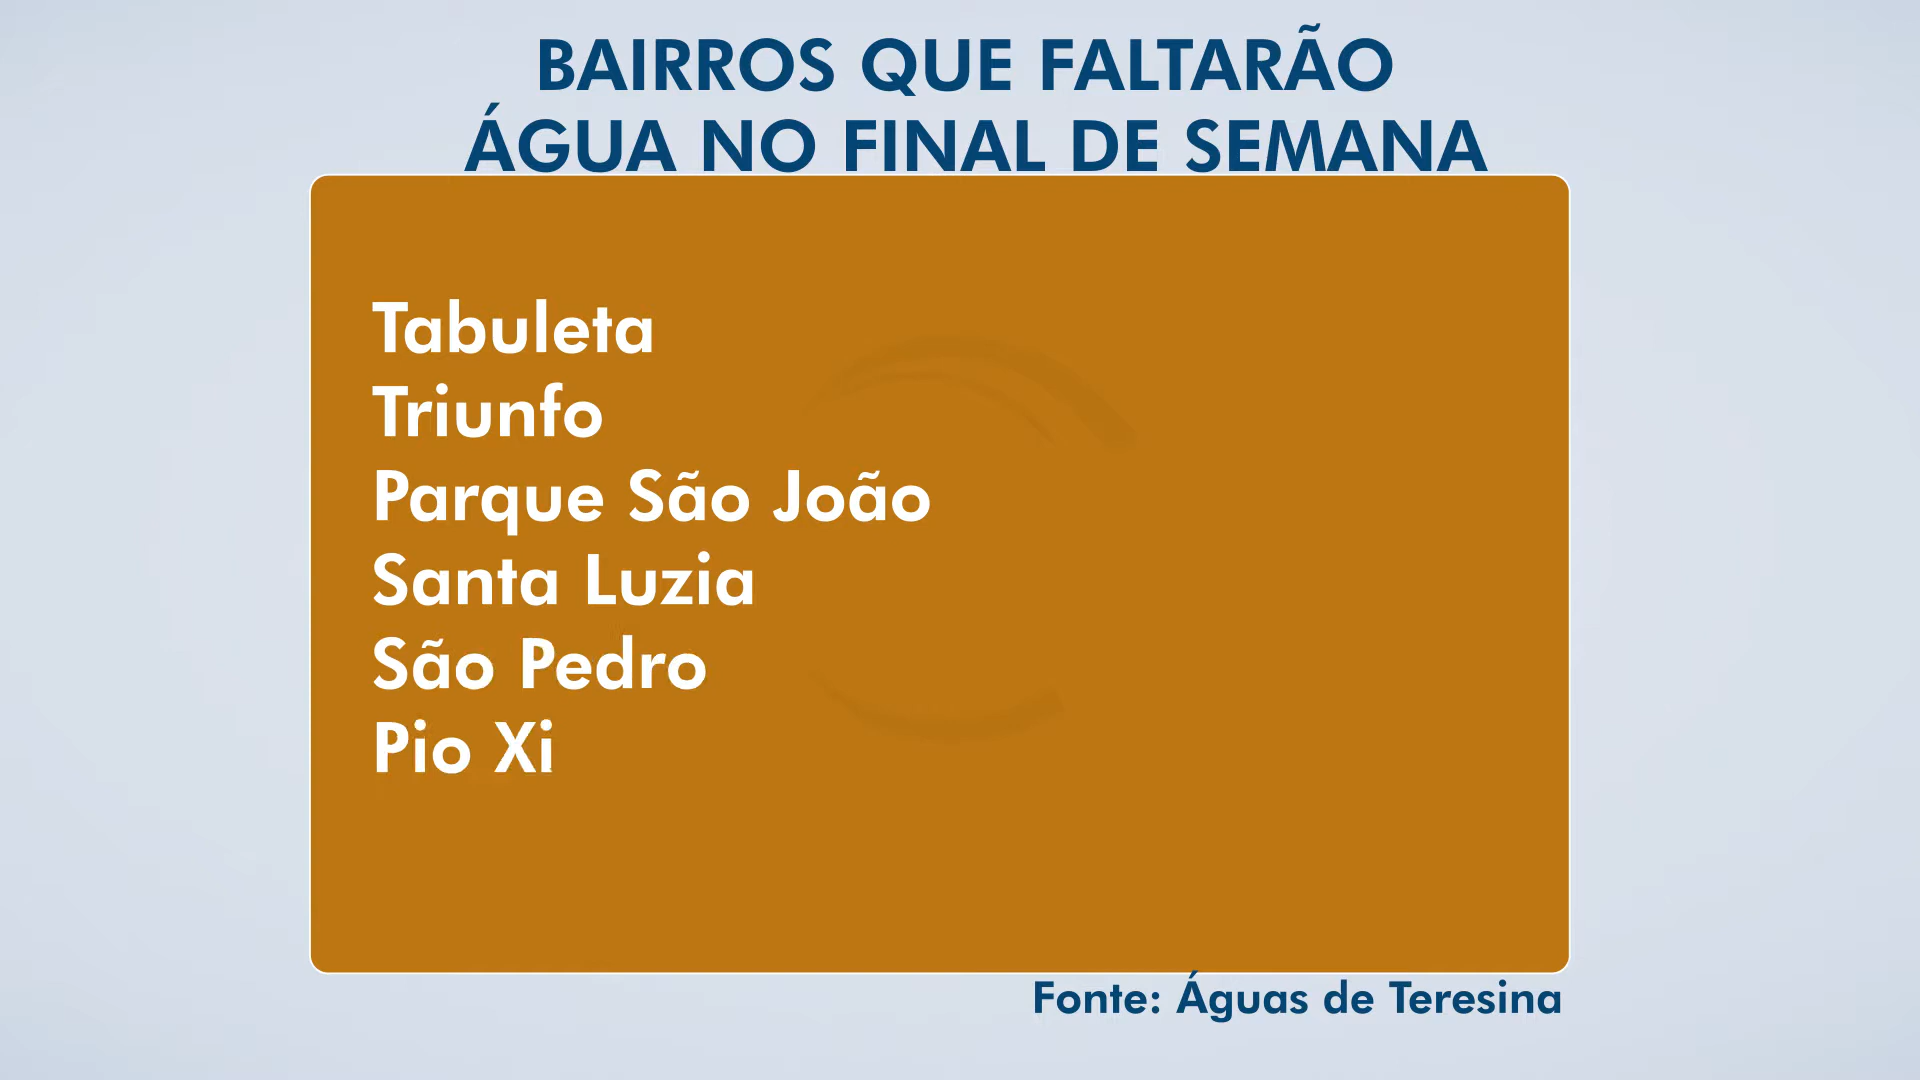 BAIRROS QUE FALTARÃO
ÁGUA NO FINAL DE SEMANA
Tabuleta
Triunfo
Parque São João
Santa Luzia
São Pedro
Pio Xi
Fonte: Águas de Teresina